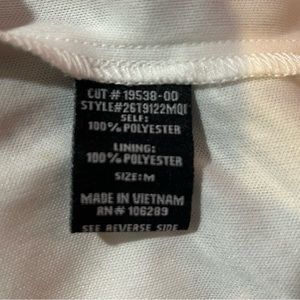 CUT # 19538-00
STYLE#26T9122MQI
SELF:
100% POLYESTER
LINING:
100% POLYESTER
SIZE: M
MADE IN VIETNAM
RN# 106289
SEE REVERSE SIDE